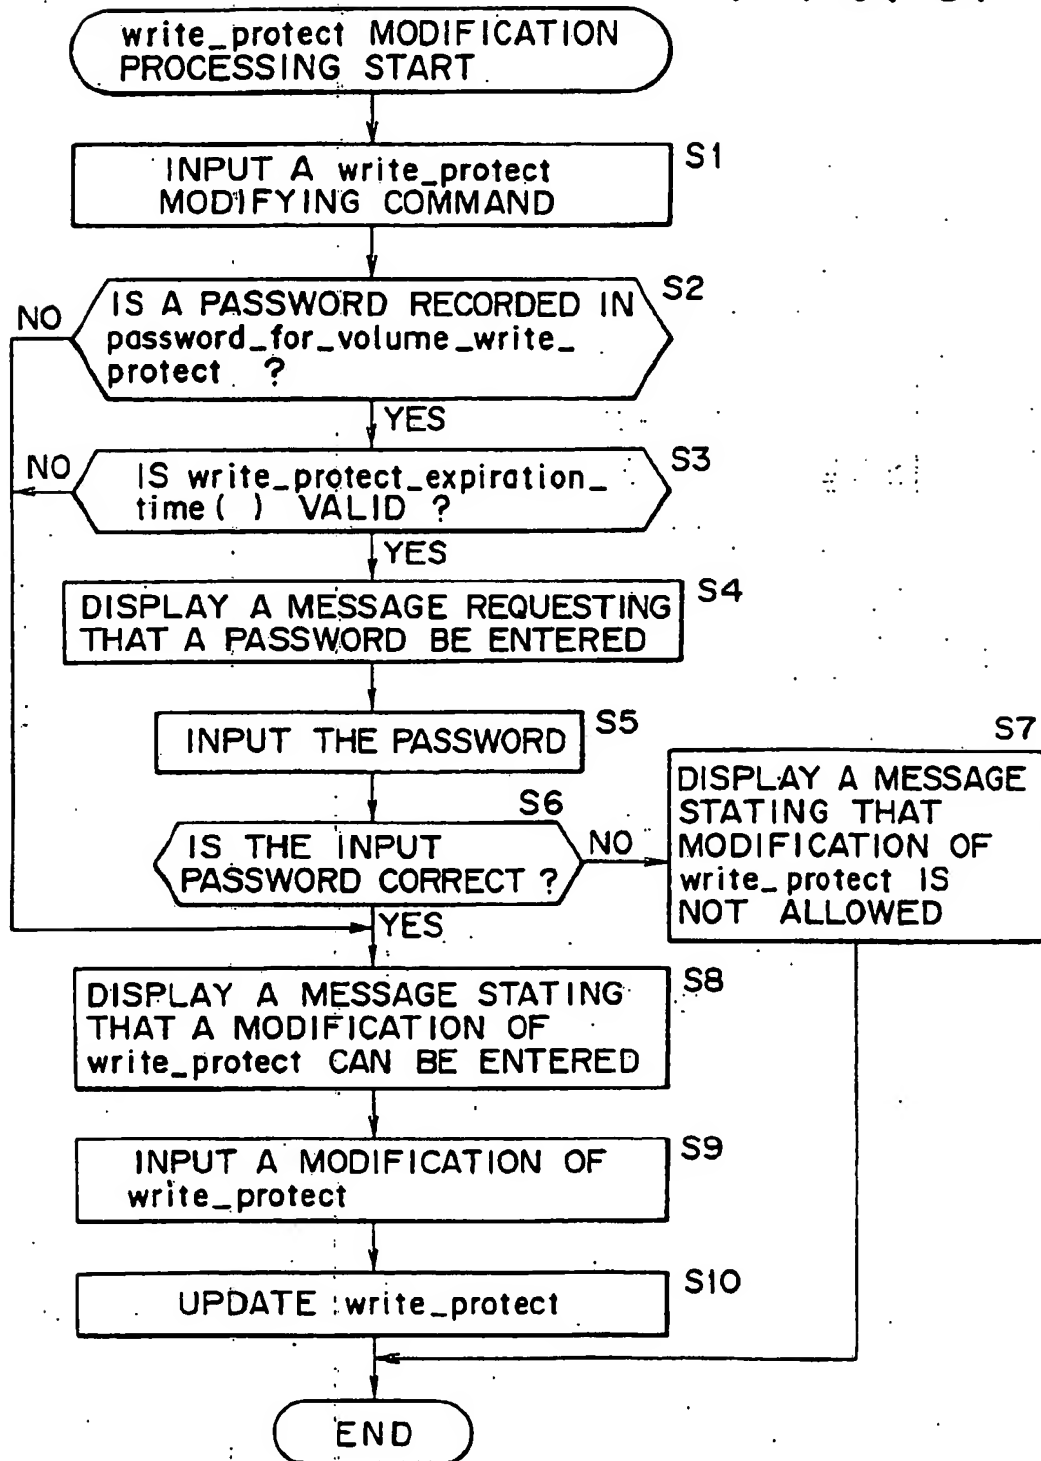 write_protect MODIFICATION
PROCESSING START
INPUT A write_protect
MODIFYING COMMAND
S1
IS A PASSWORD RECORDED IN
password_for_volume_write_
protect ?
S2
NO
YES
IS write_protect_expiration_
time( ) VALID ?
S3
NO
YES
DISPLAY A MESSAGE REQUESTING
THAT A PASSWORD BE ENTERED
S4
INPUT THE PASSWORD
S5
IS THE INPUT
PASSWORD CORRECT ?
S6
NO
YES
S7
DISPLAY A MESSAGE
STATING THAT
MODIFICATION OF
write_protect IS
NOT ALLOWED
DISPLAY A MESSAGE STATING
THAT A MODIFICATION OF
write_protect CAN BE ENTERED
S8
INPUT A MODIFICATION OF
write_protect
S9
UPDATE write_protect
S10
END